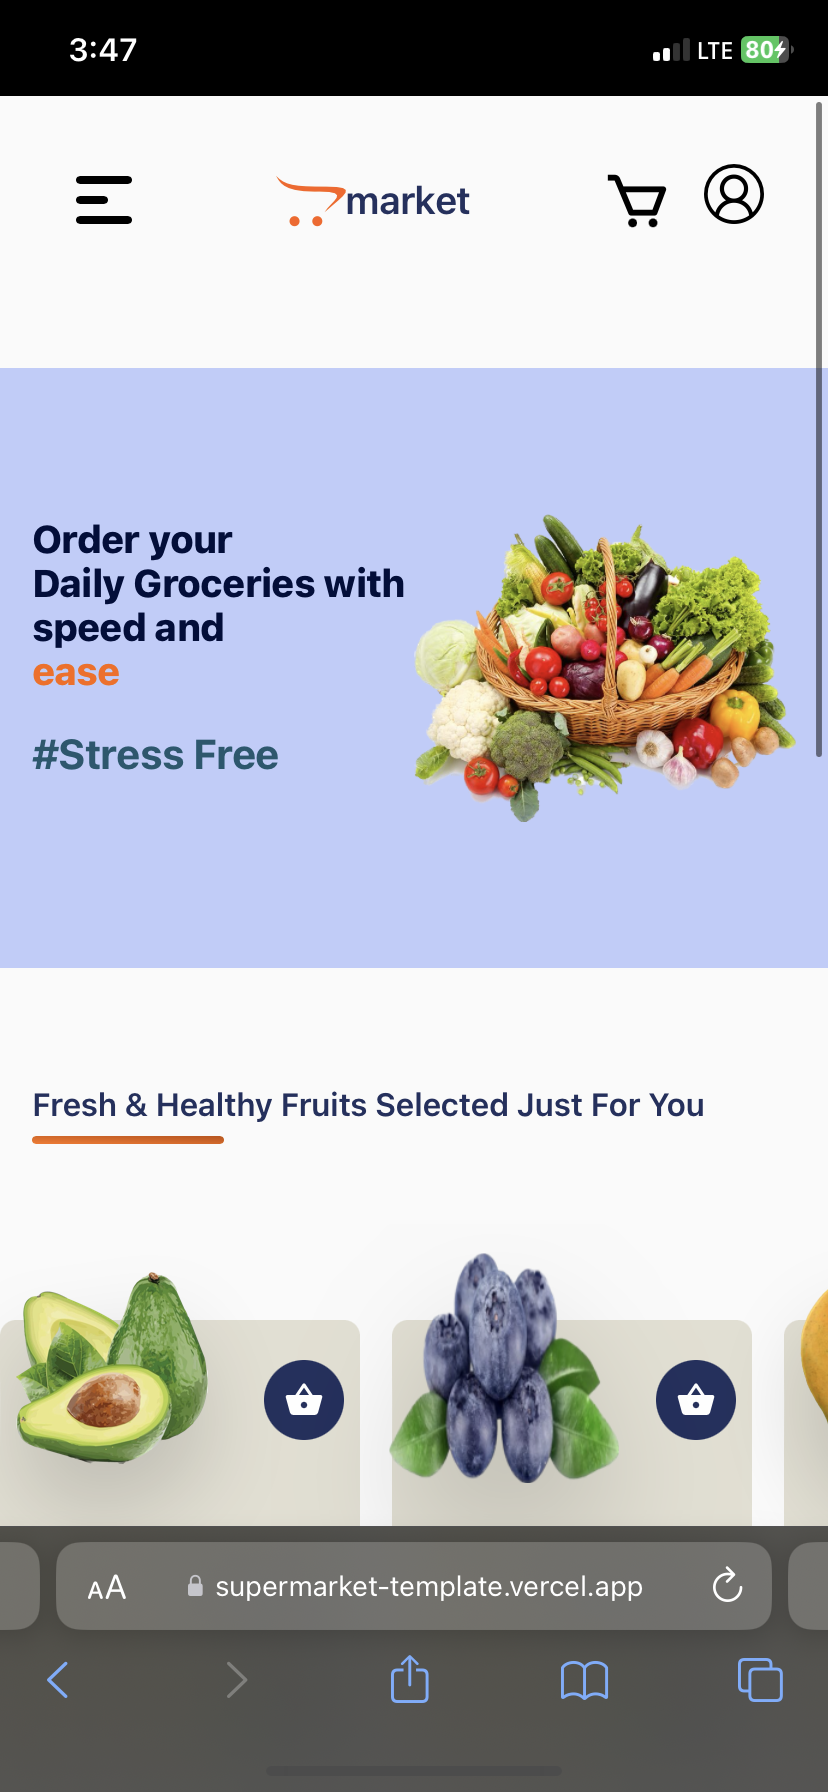 3:47
LTE
80
market
Order your
Daily Groceries with
speed and
ease
#Stress Free
Fresh & Healthy Fruits Selected Just For You
AA
supermarket-template.vercel.app